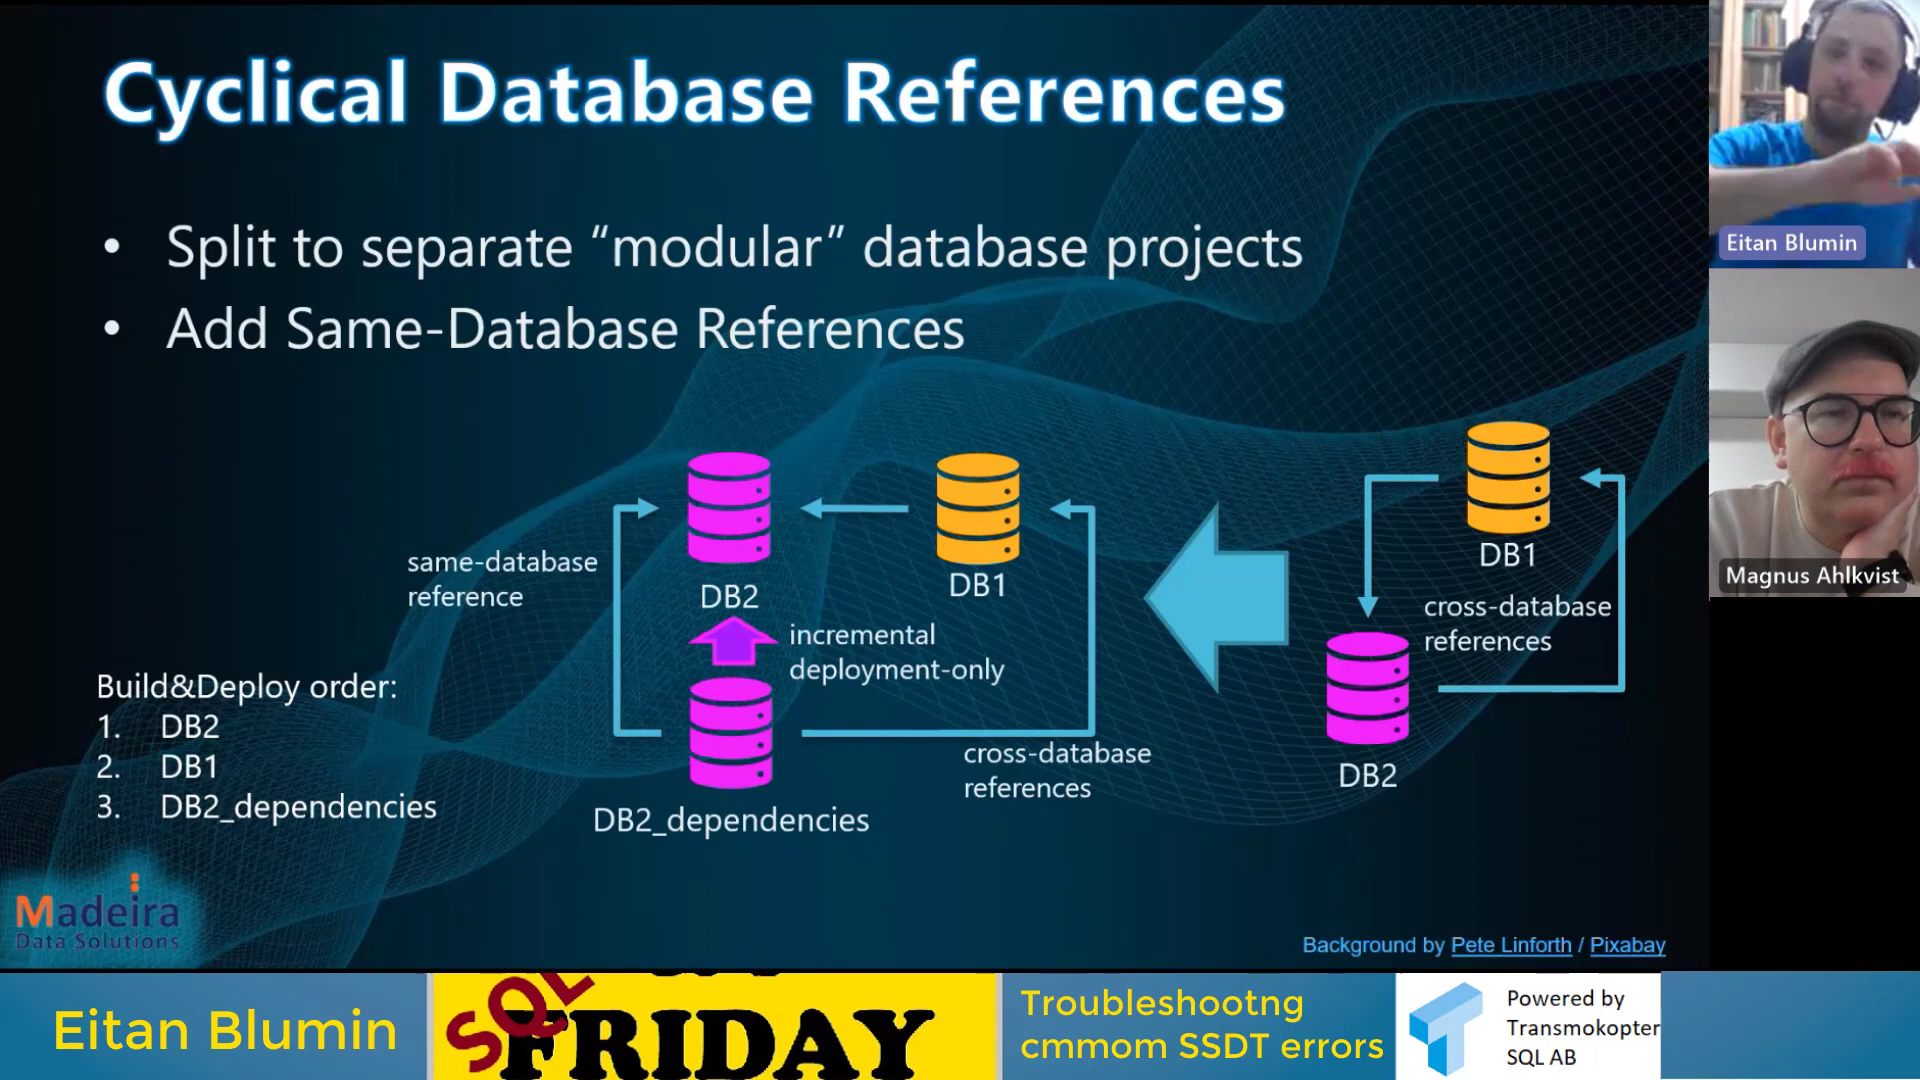 Cyclical Database References
• Split to separate “modular” database projects
• Add Same-Database References
same-database
reference
DB2
DB1
incremental
deployment-only
DB2_dependencies
cross-database
references
DB1
cross-database
references
DB2
Build&Deploy order:
1. DB2
2. DB1
3. DB2_dependencies
Madeira
Data Solutions
Background by Pete Linforth / Pixabay
Eitan Blumin
Magnus Ahlkvist
Eitan Blumin
SQL
FRIDAY
Troubleshootng
cmmom SSDT errors
Powered by
Transmokopter
SQL AB